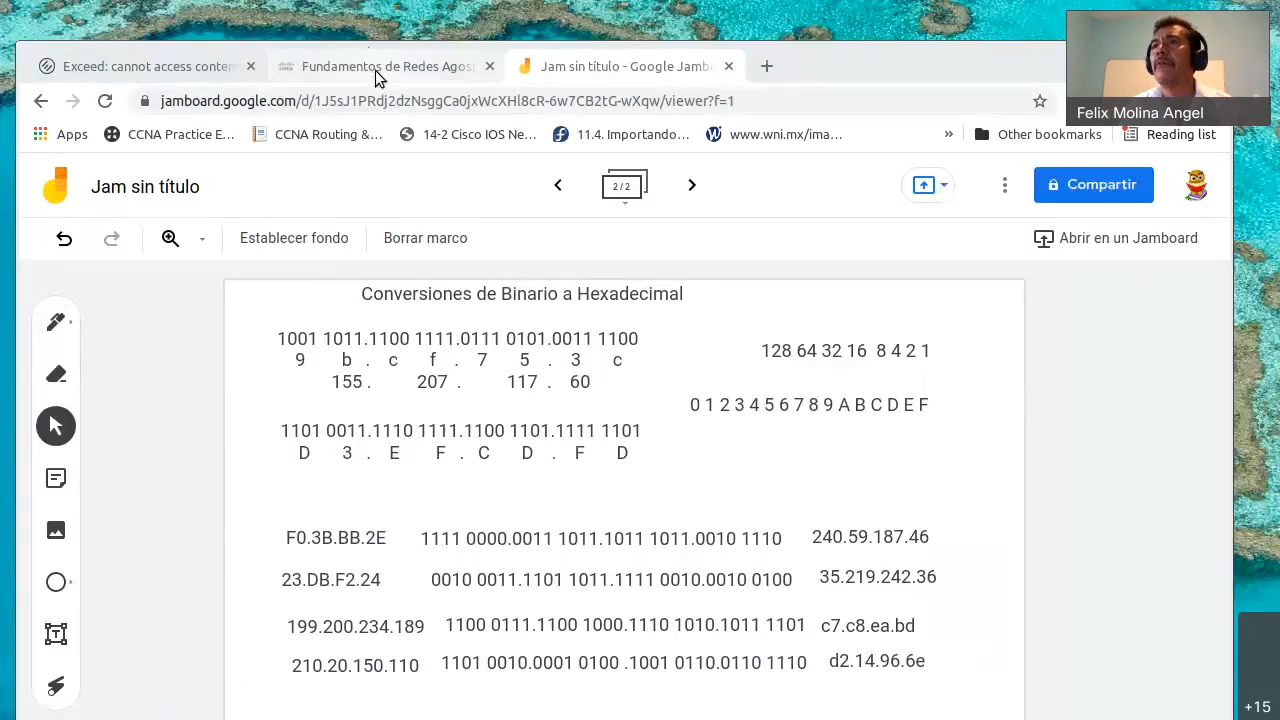 Exceed: cannot access conten
Fundamentos de Redes Agos
Jam sin título - Google Jambo
jamboard.google.com/d/1J5sJ1PRdj2dzNsggCa0jxWcXHl8cR-6w7CB2tG-wXqw/viewer?f=1
Felix Molina Angel
Apps
CCNA Practice E...
CCNA Routing &...
14-2 Cisco IOS Ne...
11.4. Importando...
www.wni.mx/ima...
»
Other bookmarks
Reading list
Jam sin título
2 / 2
Compartir
Establecer fondo
Borrar marco
Abrir en un Jamboard
Conversiones de Binario a Hexadecimal
1001 1011.1100 1111.0111 0101.0011 1100
9 b . c f . 7 5 . 3 c
155 . 207 . 117 . 60
128 64 32 16 8 4 2 1
0 1 2 3 4 5 6 7 8 9 A B C D E F
1101 0011.1110 1111.1100 1101.1111 1101
D 3 . E F . C D . F D
F0.3B.BB.2E 1111 0000.0011 1011.1011 1011.0010 1110 240.59.187.46
23.DB.F2.24 0010 0011.1101 1011.1111 0010.0010 0100 35.219.242.36
199.200.234.189 1100 0111.1100 1000.1110 1010.1011 1101 c7.c8.ea.bd
210.20.150.110 1101 0010.0001 0100 .1001 0110.0110 1110 d2.14.96.6e
+15